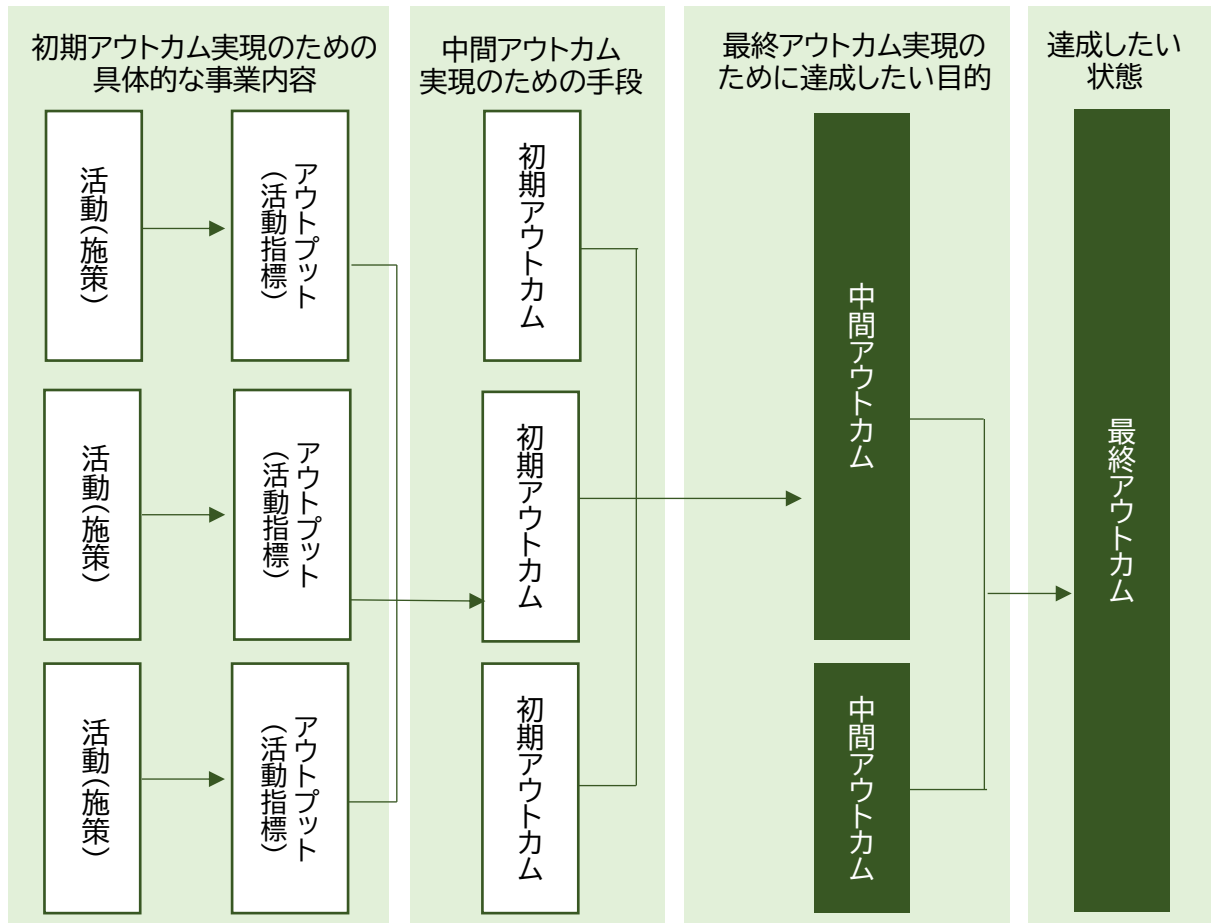 初期アウトカム実現のための
具体的な事業内容
中間アウトカム
実現のための手段
最終アウトカム実現の
ために達成したい目的
達成したい
状態
活動(施策)
アウトプット
(活動指標)
初期アウトカム
中間アウトカム
最終アウトカム
活動(施策)
アウトプット
(活動指標)
初期アウトカム
活動(施策)
アウトプット
(活動指標)
初期アウトカム
中間アウトカム